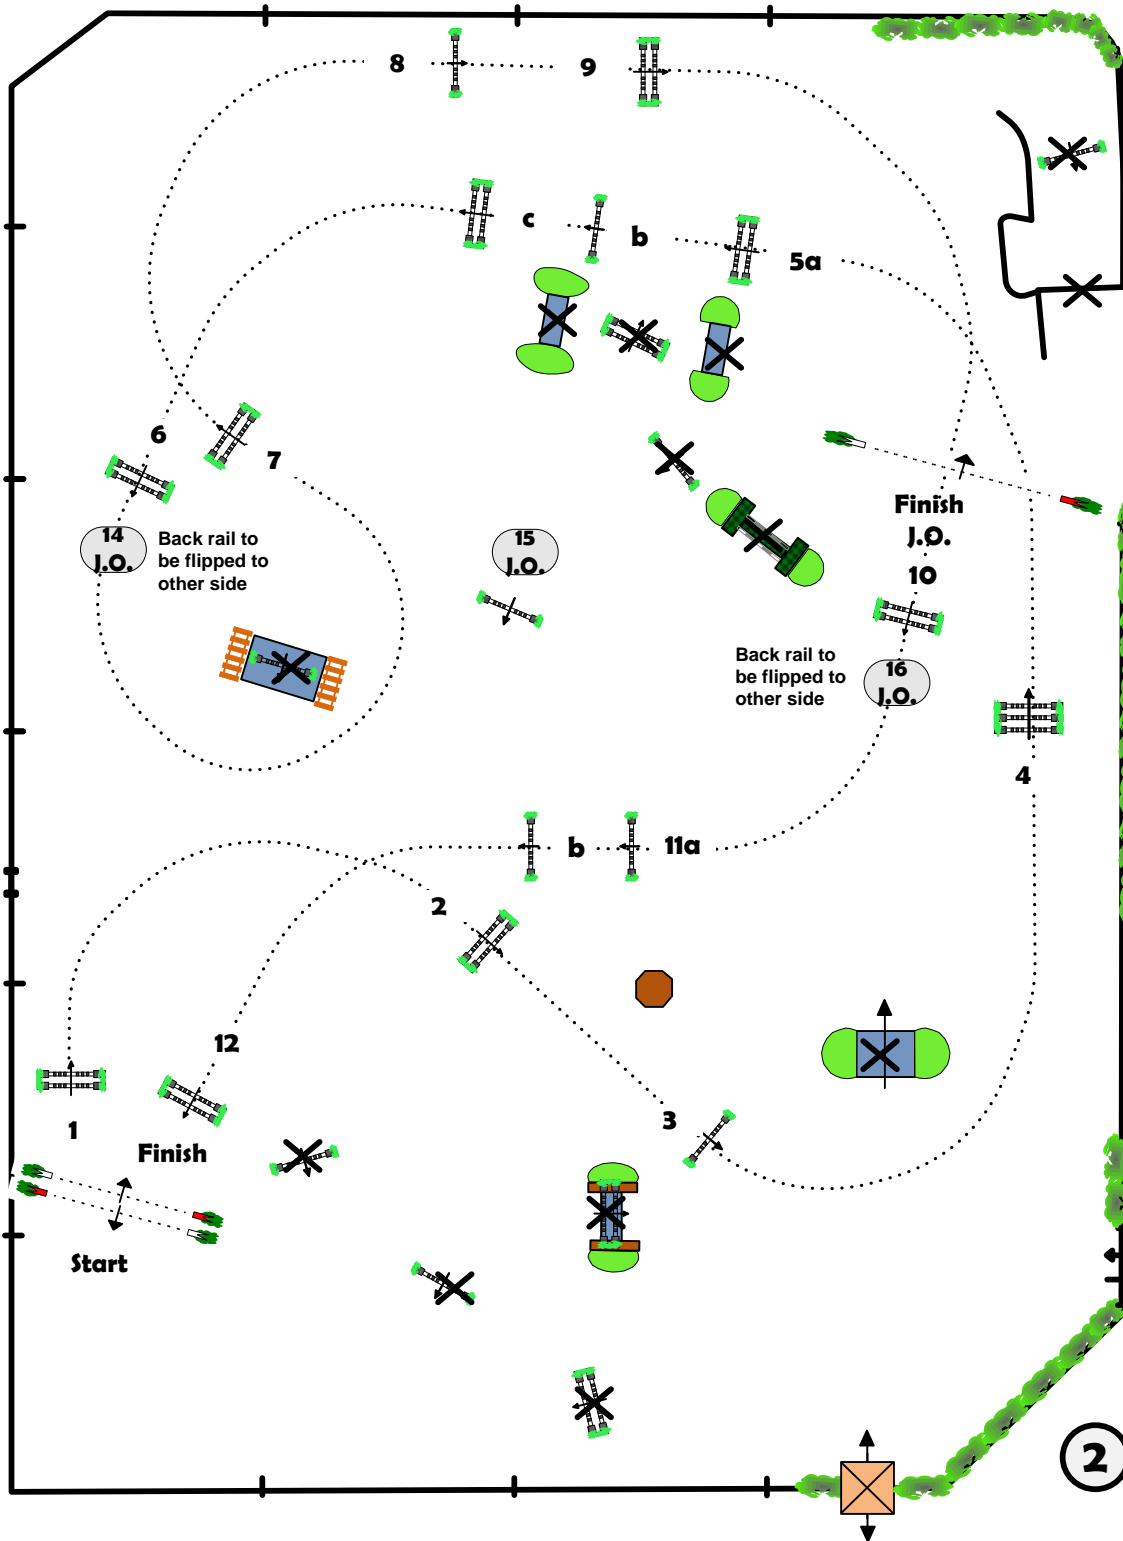 8
9
c
b
5a
6
7
14
J.O.
Back rail to
be flipped to
other side
15
J.O.
Finish
J.O.
10
Back rail to
be flipped to
other side
16
J.O.
4
b
11a
2
12
3
1
Finish
Start
2